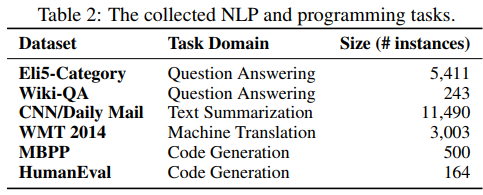 Table 2: The collected NLP and programming tasks.
Dataset Task Domain Size (# instances)
Eli5-Category Question Answering 5,411
Wiki-QA Question Answering 243
CNN/Daily Mail Text Summarization 11,490
WMT 2014 Machine Translation 3,003
MBPP Code Generation 500
HumanEval Code Generation 164